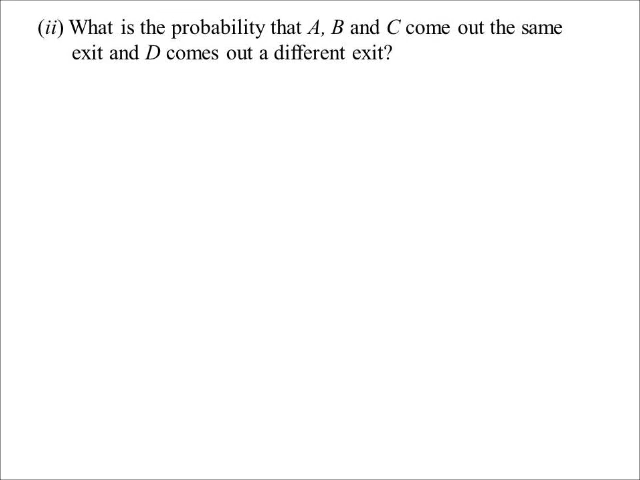 (ii) What is the probability that A, B and C come out the same
exit and D comes out a different exit?